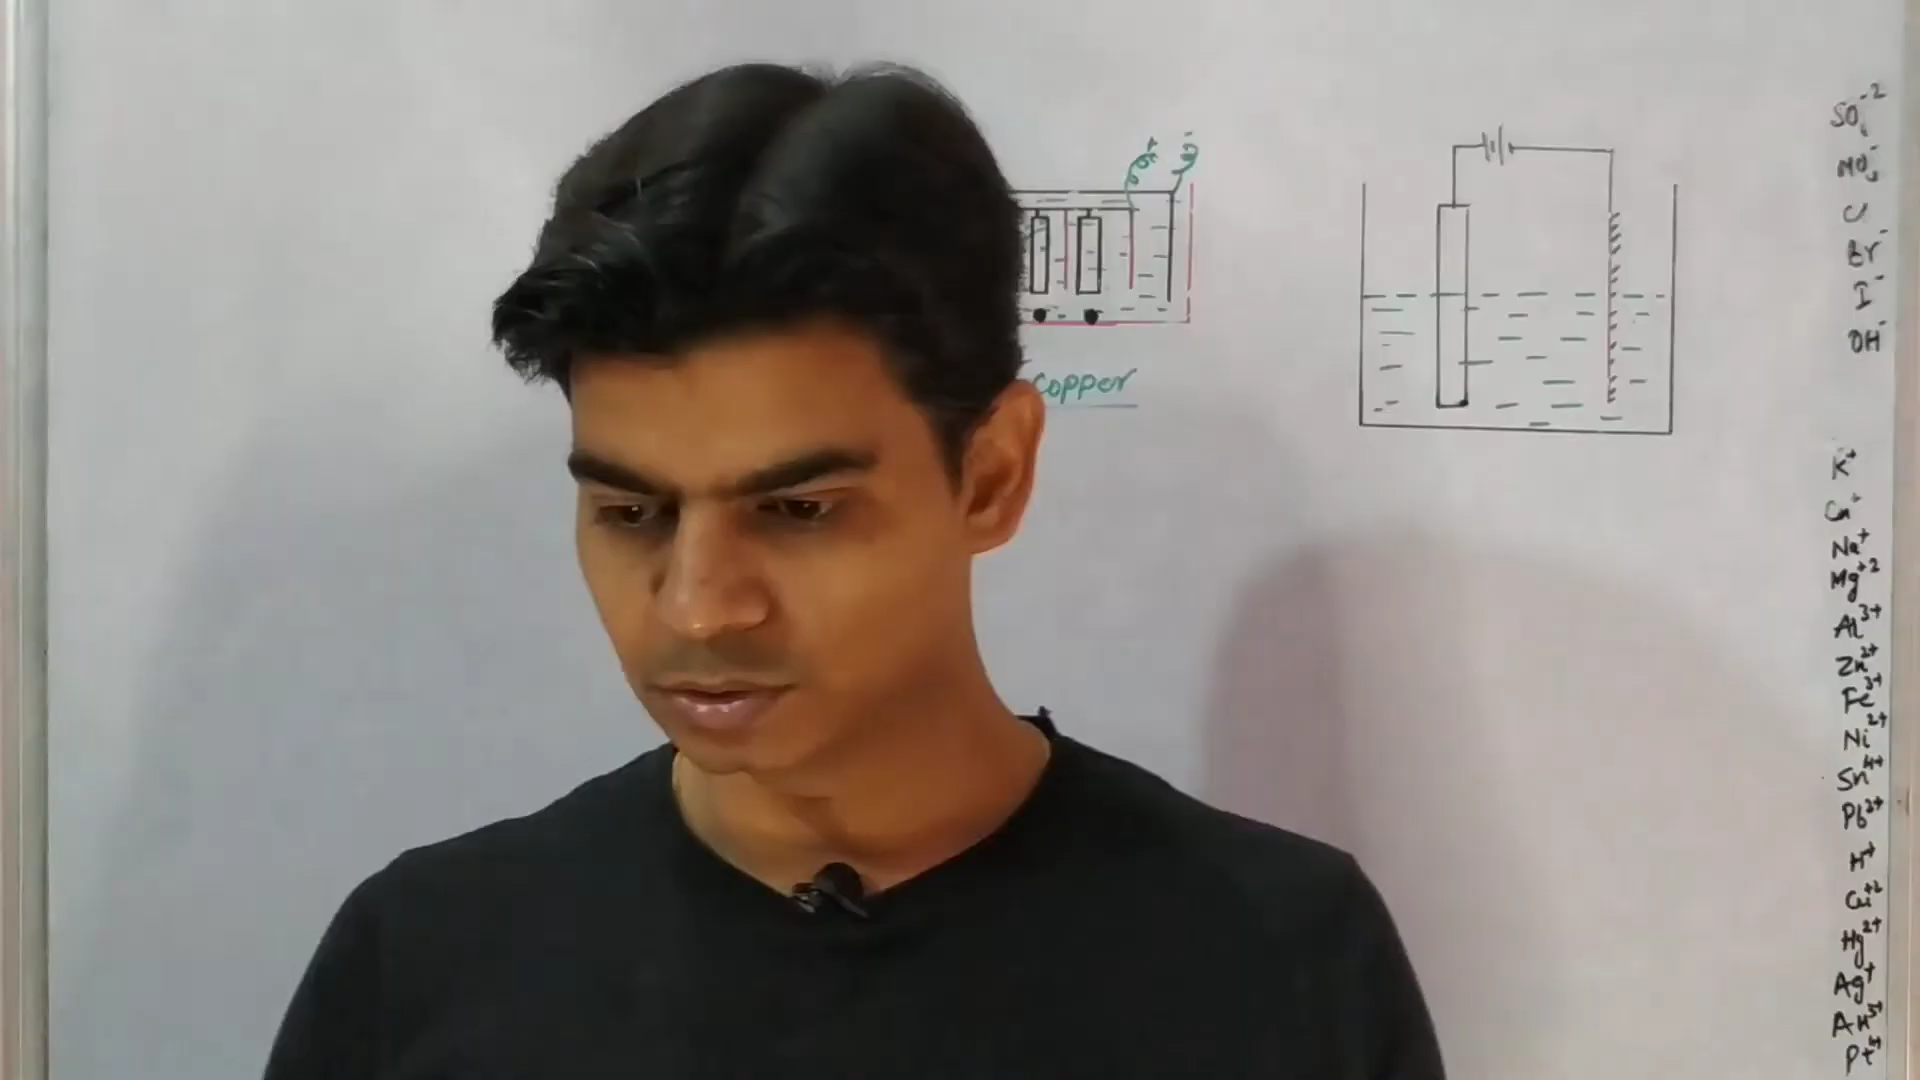 + -
copper
SO₄⁻²
NO₃⁻
Cl⁻
Br⁻
I⁻
OH⁻
K⁺
Ca⁺
Na⁺
Mg⁺²
Al³⁺
Zn²⁺
Fe³⁺
Ni²⁺
Sn⁴⁺
Pb²⁺
H⁺
Cu⁺²
Hg²⁺
Ag⁺
Au³⁺